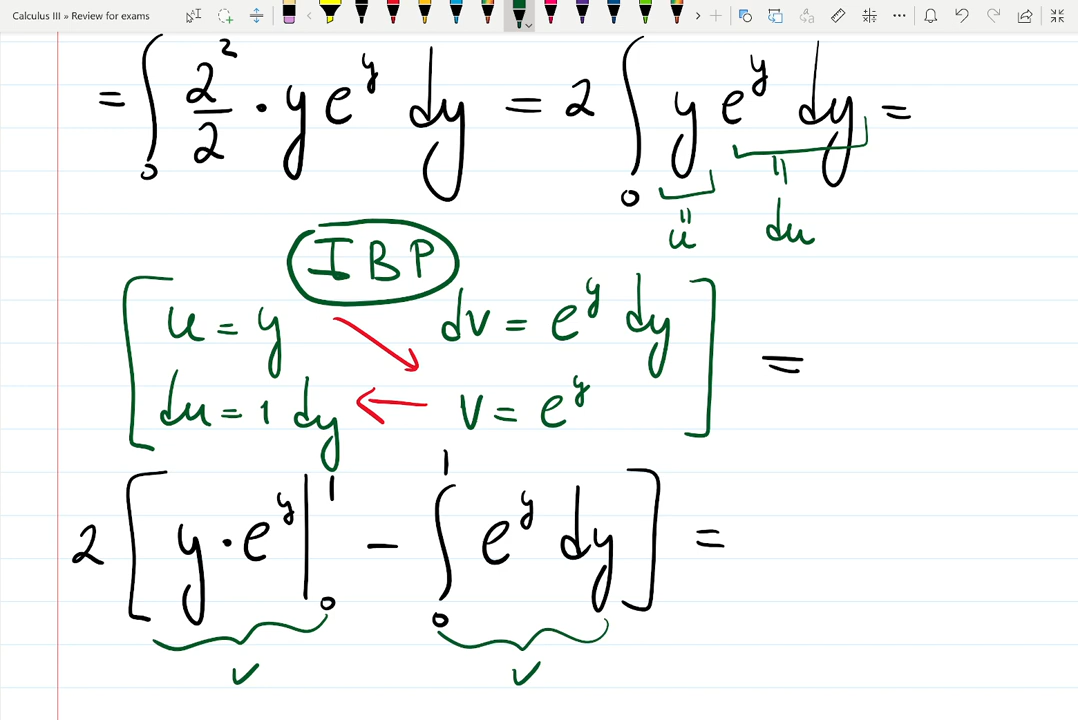 Calculus III » Review for exams
= ∫₀ 2²/2 · y e^y dy = 2 ∫₀ y e^y dy =
u du
IBP
u = y dv = e^y dy
du = 1 dy v = e^y =
2 [ y · e^y |₀¹ − ∫₀¹ e^y dy ] =